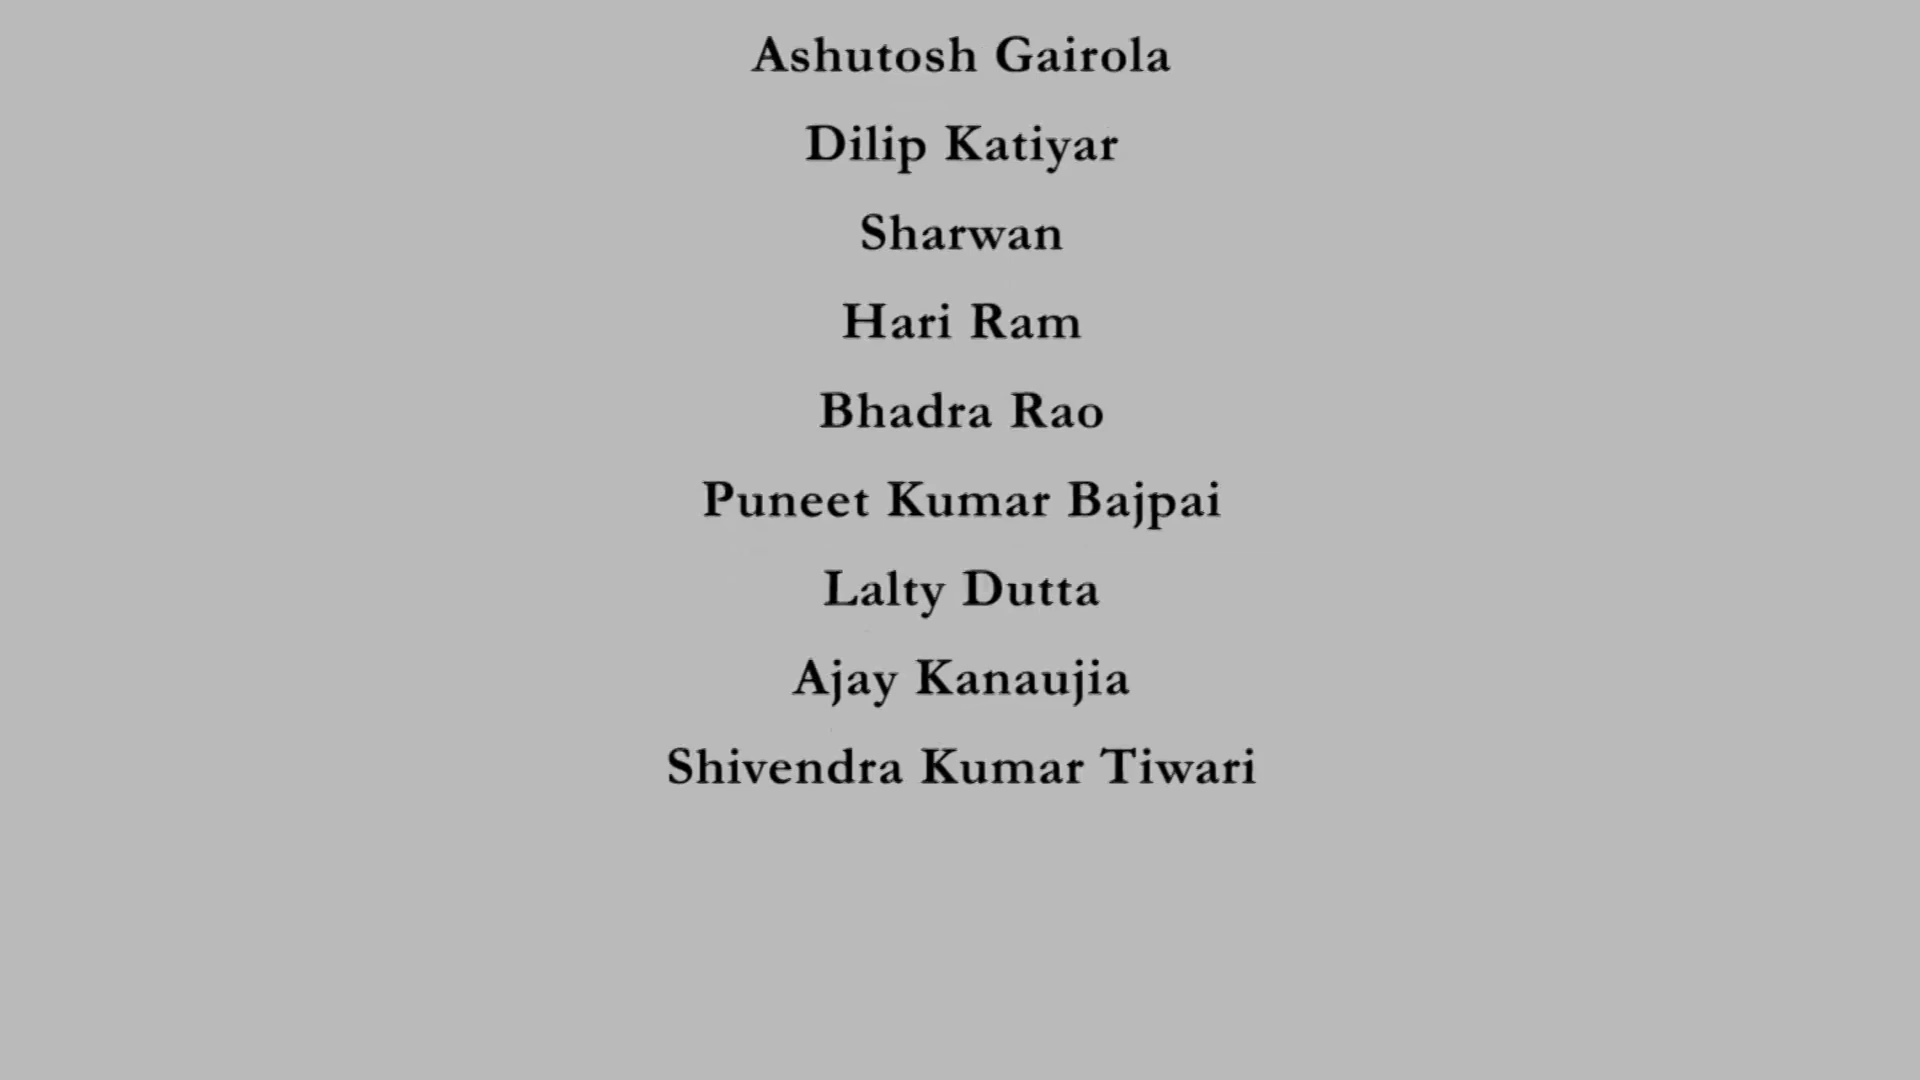 Ashutosh Gairola
Dilip Katiyar
Sharwan
Hari Ram
Bhadra Rao
Puneet Kumar Bajpai
Lalty Dutta
Ajay Kanaujia
Shivendra Kumar Tiwari